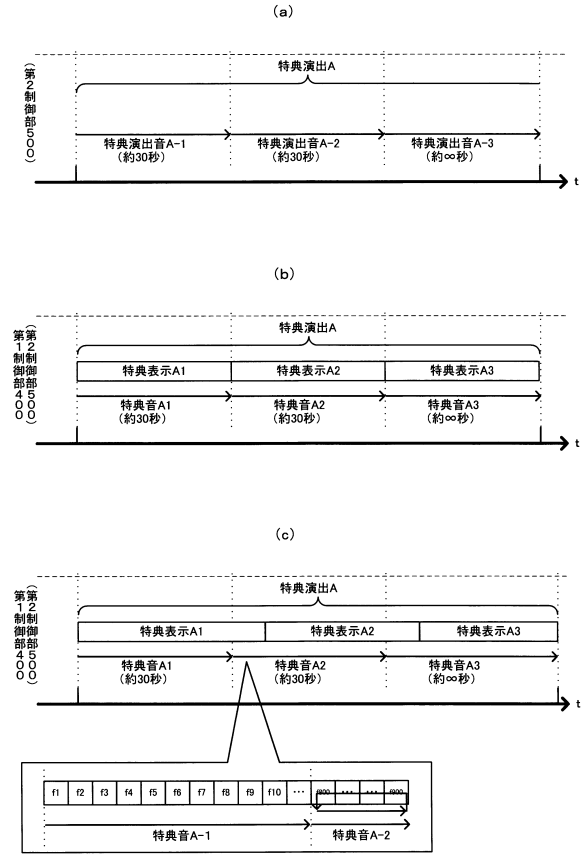 (a)
(第2制御部500)
特典演出A
特典演出音A-1
(約30秒)
特典演出音A-2
(約30秒)
特典演出音A-3
(約∞秒)
t
(b)
第1制御部400
(第2制御部500)
特典演出A
特典表示A1
特典表示A2
特典表示A3
特典音A1
(約30秒)
特典音A2
(約30秒)
特典音A3
(約∞秒)
t
(c)
第1制御部400
(第2制御部500)
特典演出A
特典表示A1
特典表示A2
特典表示A3
特典音A1
(約30秒)
特典音A2
(約30秒)
特典音A3
(約∞秒)
t
f1 f2 f3 f4 f5 f6 f7 f8 f9 f10 …
特典音A-1
特典音A-2